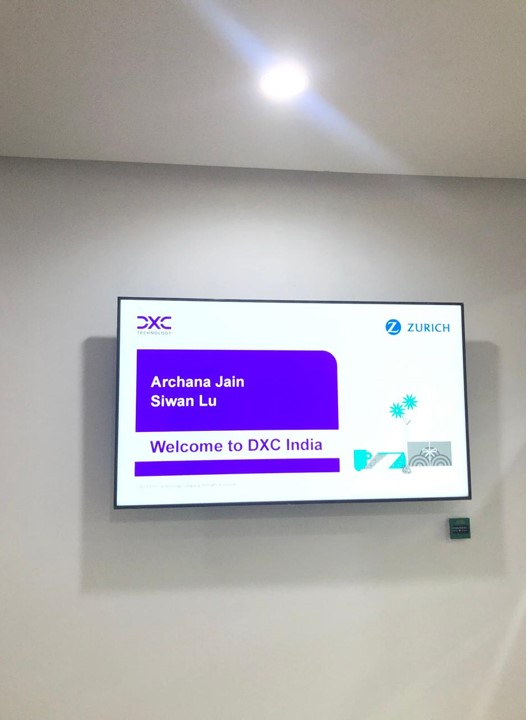 DXC
TECHNOLOGY
ZURICH
Archana Jain
Siwan Lu
Welcome to DXC India